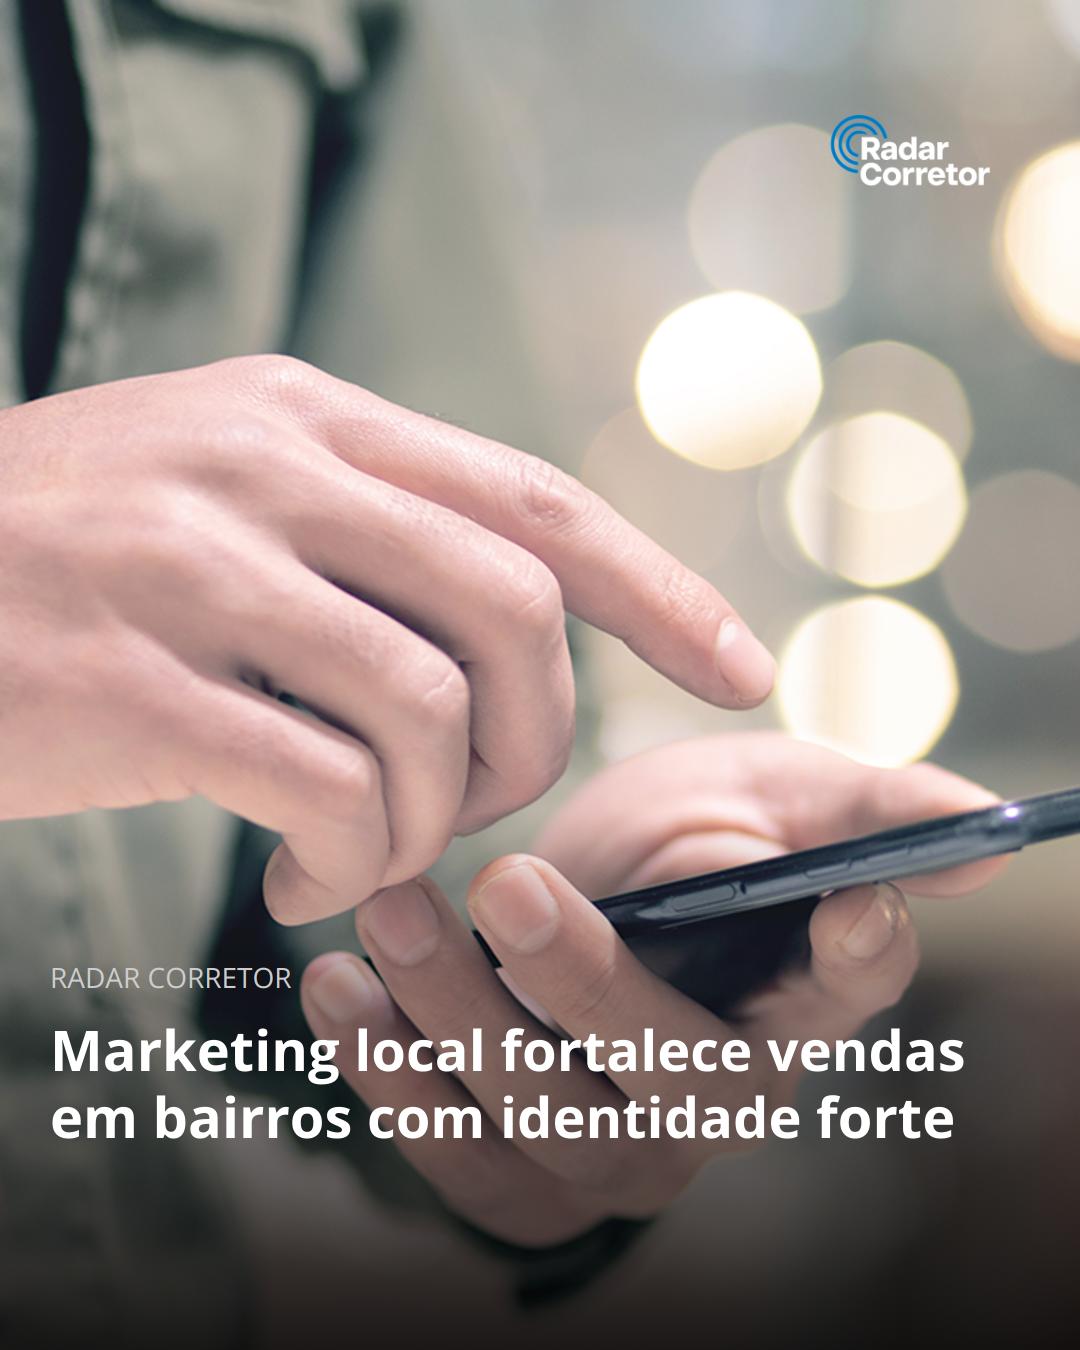 Radar
Corretor
RADAR CORRETOR
Marketing local fortalece vendas
em bairros com identidade forte